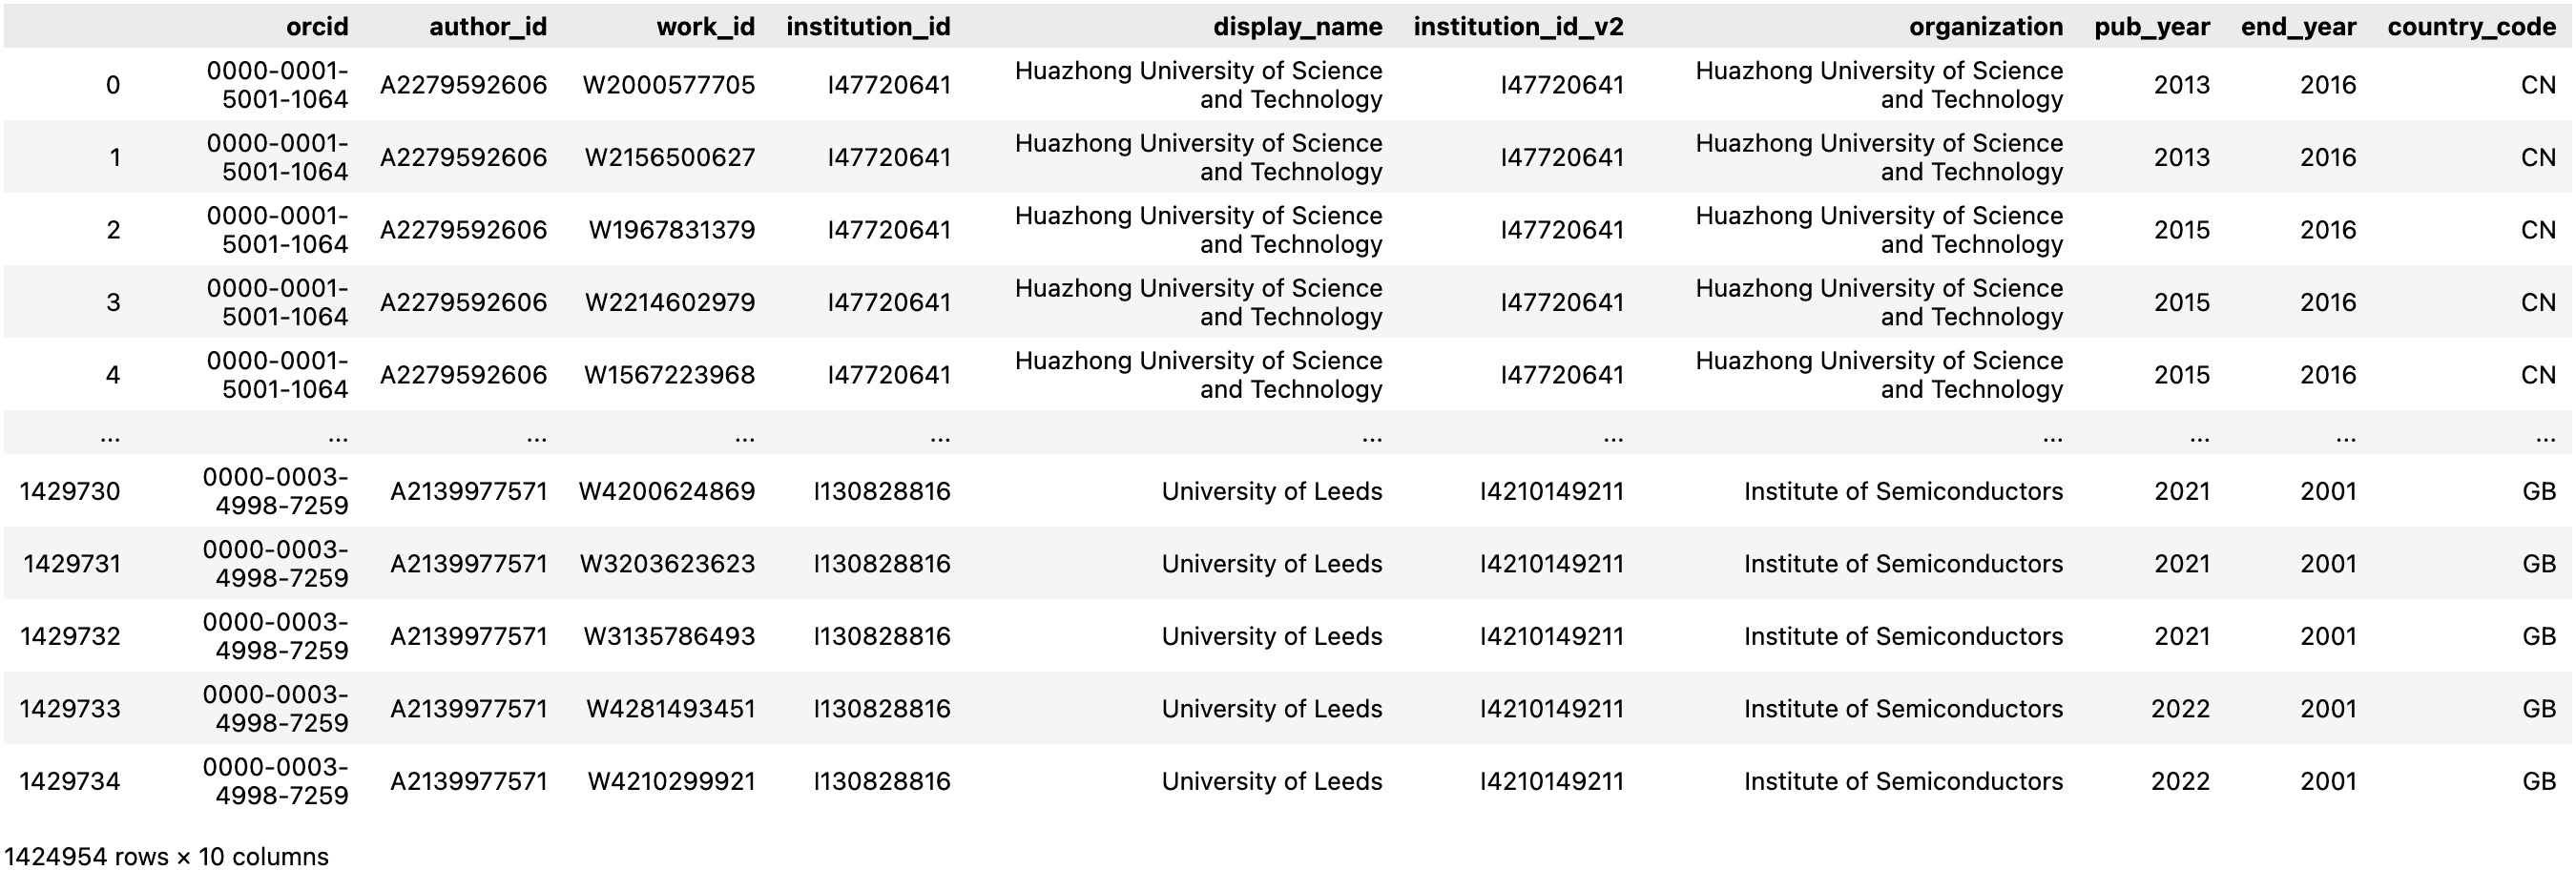 orcid author_id work_id institution_id display_name institution_id_v2 organization pub_year end_year country_code
0 0000-0001-5001-1064 A2279592606 W2000577705 I47720641 Huazhong University of Science and Technology I47720641 Huazhong University of Science and Technology 2013 2016 CN
1 0000-0001-5001-1064 A2279592606 W2156500627 I47720641 Huazhong University of Science and Technology I47720641 Huazhong University of Science and Technology 2013 2016 CN
2 0000-0001-5001-1064 A2279592606 W1967831379 I47720641 Huazhong University of Science and Technology I47720641 Huazhong University of Science and Technology 2015 2016 CN
3 0000-0001-5001-1064 A2279592606 W2214602979 I47720641 Huazhong University of Science and Technology I47720641 Huazhong University of Science and Technology 2015 2016 CN
4 0000-0001-5001-1064 A2279592606 W1567223968 I47720641 Huazhong University of Science and Technology I47720641 Huazhong University of Science and Technology 2015 2016 CN
... ... ... ... ... ... ... ... ... ... ...
1429730 0000-0003-4998-7259 A2139977571 W4200624869 I130828816 University of Leeds I4210149211 Institute of Semiconductors 2021 2001 GB
1429731 0000-0003-4998-7259 A2139977571 W3203623623 I130828816 University of Leeds I4210149211 Institute of Semiconductors 2021 2001 GB
1429732 0000-0003-4998-7259 A2139977571 W3135786493 I130828816 University of Leeds I4210149211 Institute of Semiconductors 2021 2001 GB
1429733 0000-0003-4998-7259 A2139977571 W4281493451 I130828816 University of Leeds I4210149211 Institute of Semiconductors 2022 2001 GB
1429734 0000-0003-4998-7259 A2139977571 W4210299921 I130828816 University of Leeds I4210149211 Institute of Semiconductors 2022 2001 GB
1424954 rows × 10 columns